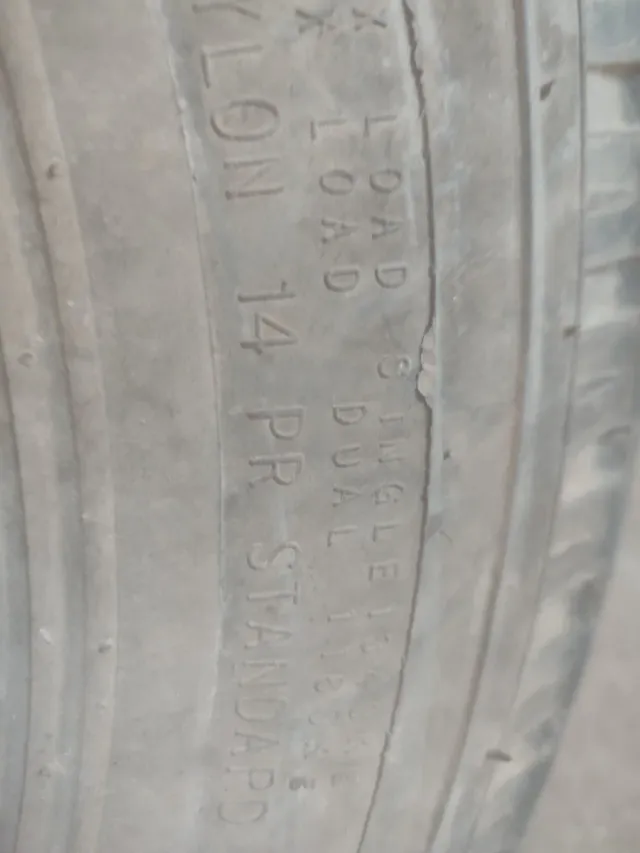 X LOAD SINGLE
X LOAD DUAL
YLON 14 PR STANDARD